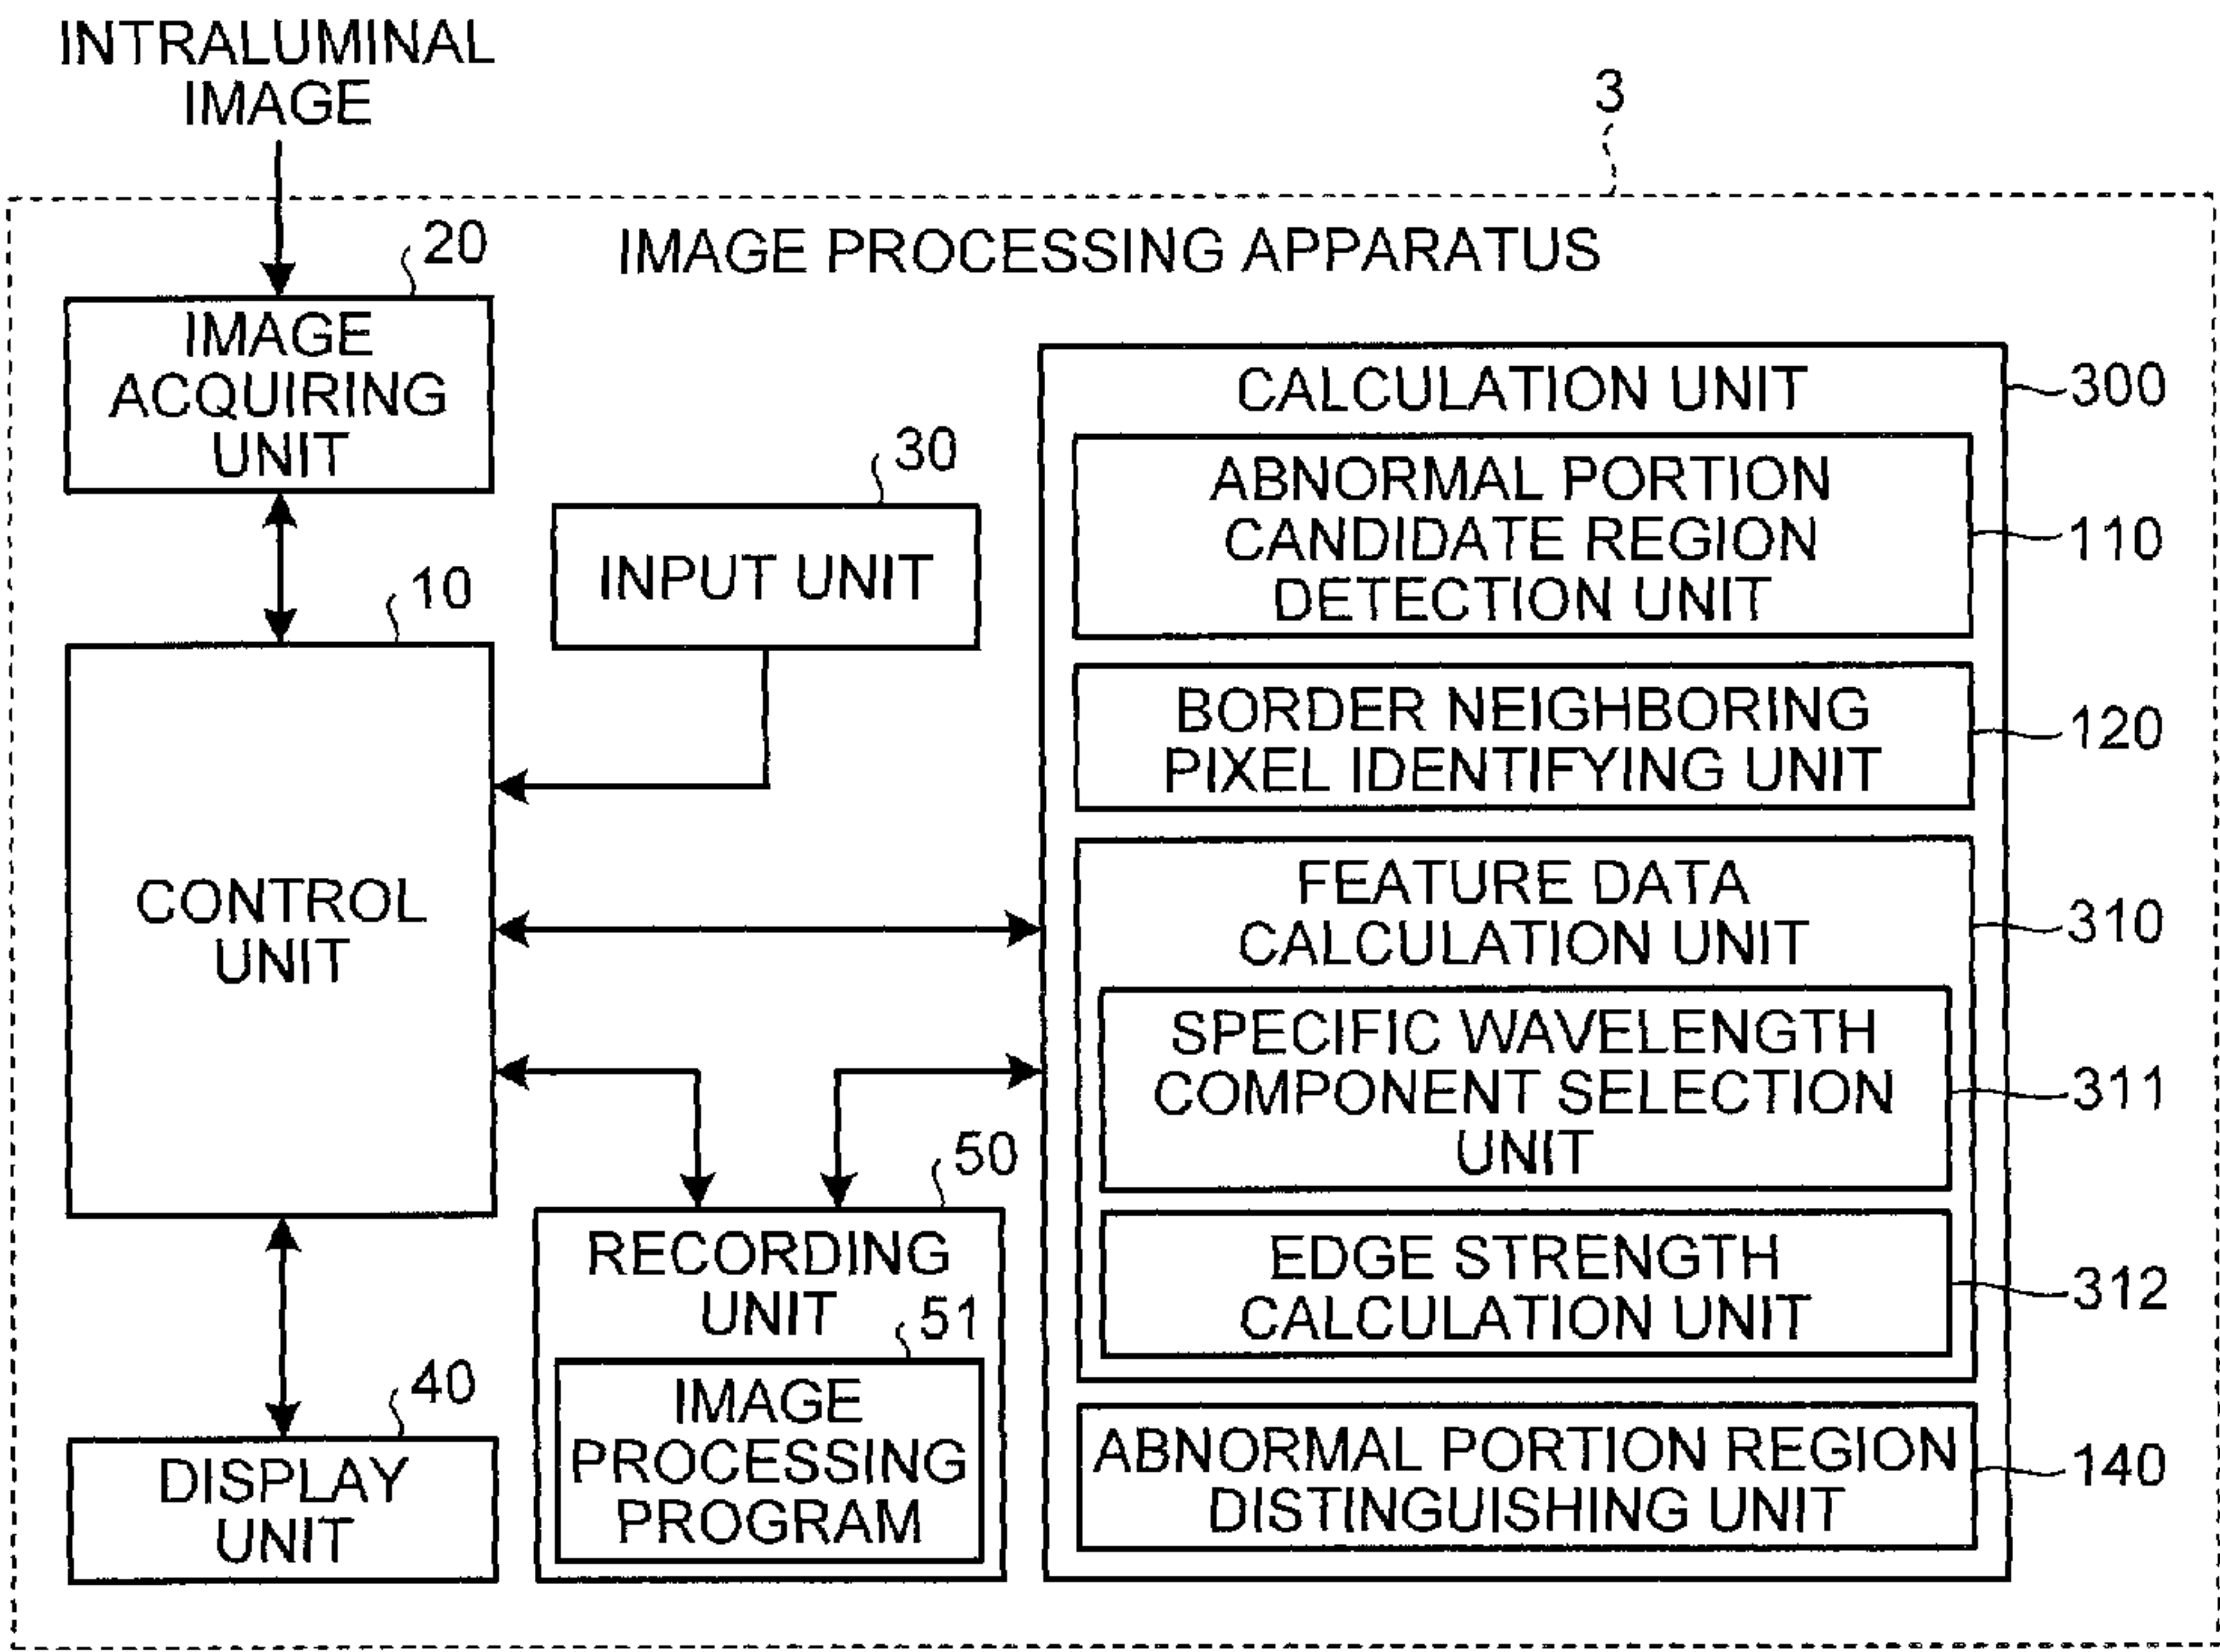 INTRALUMINAL
IMAGE
3
IMAGE PROCESSING APPARATUS
20
IMAGE
ACQUIRING
UNIT
30
INPUT UNIT
10
CONTROL
UNIT
40
DISPLAY
UNIT
50
RECORDING
UNIT
51
IMAGE
PROCESSING
PROGRAM
CALCULATION UNIT
300
ABNORMAL PORTION
CANDIDATE REGION
DETECTION UNIT
110
BORDER NEIGHBORING
PIXEL IDENTIFYING UNIT
120
FEATURE DATA
CALCULATION UNIT
310
SPECIFIC WAVELENGTH
COMPONENT SELECTION
UNIT
311
EDGE STRENGTH
CALCULATION UNIT
312
ABNORMAL PORTION REGION
DISTINGUISHING UNIT
140